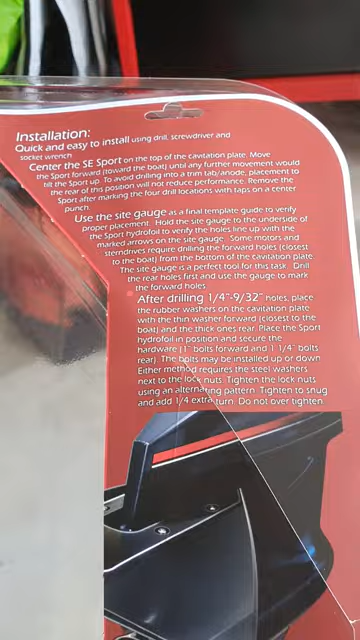 Installation:
Quick and easy to install using drill, screwdriver and
socket wrench
Center the SE Sport on the top of the cavitation plate. Move
the Sport forward (toward the boat) until any further movement would
tilt the Sport up. To avoid drilling into a trim tab/anode, placement to
the rear of this position will not reduce performance. Remove the
Sport after marking the four drill locations with taps on a center
punch.
Use the site gauge as a final template guide to verify
proper placement. Hold the site gauge to the underside of
the Sport hydrofoil to verify the holes line up with the
marked arrows on the site gauge. Some motors and
sterndrives require drilling the forward holes (closest
to the boat) from the bottom of the cavitation plate.
The site gauge is a perfect tool for this task. Drill
the rear holes first and use the gauge to mark
the forward holes.
After drilling 1/4"-9/32" holes, place
the rubber washers on the cavitation plate
with the thin washer forward (closest to the
boat) and the thick ones rear. Place the Sport
hydrofoil in position and secure the
hardware (1" bolts forward and 1 1/4" bolts
rear). The bolts may be installed up or down.
Either method requires the steel washers
next to the lock nuts. Tighten the lock nuts
using an alternating pattern. Tighten to snug
and add 1/4 extra turn. Do not over tighten.